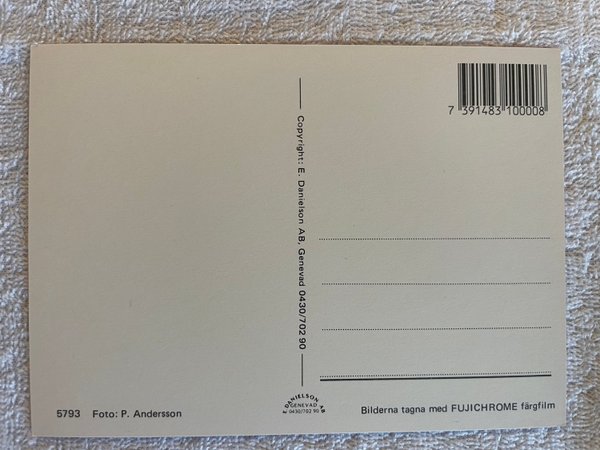 7 391483 100008
Copyright: E. Danielson AB, Genevad 0430/702 90
5793 Foto: P. Andersson
E. DANIELSON AB
GENEVAD
0430/702 90
Bilderna tagna med FUJICHROME färgfilm